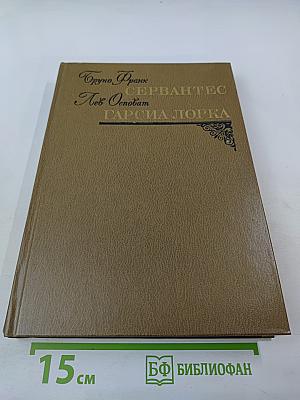 Бруно Франк
СЕРВАНТЕС
Лев Осповат
ГАРСИА ЛОРКА
15 см
БФ БИБЛИОФАН